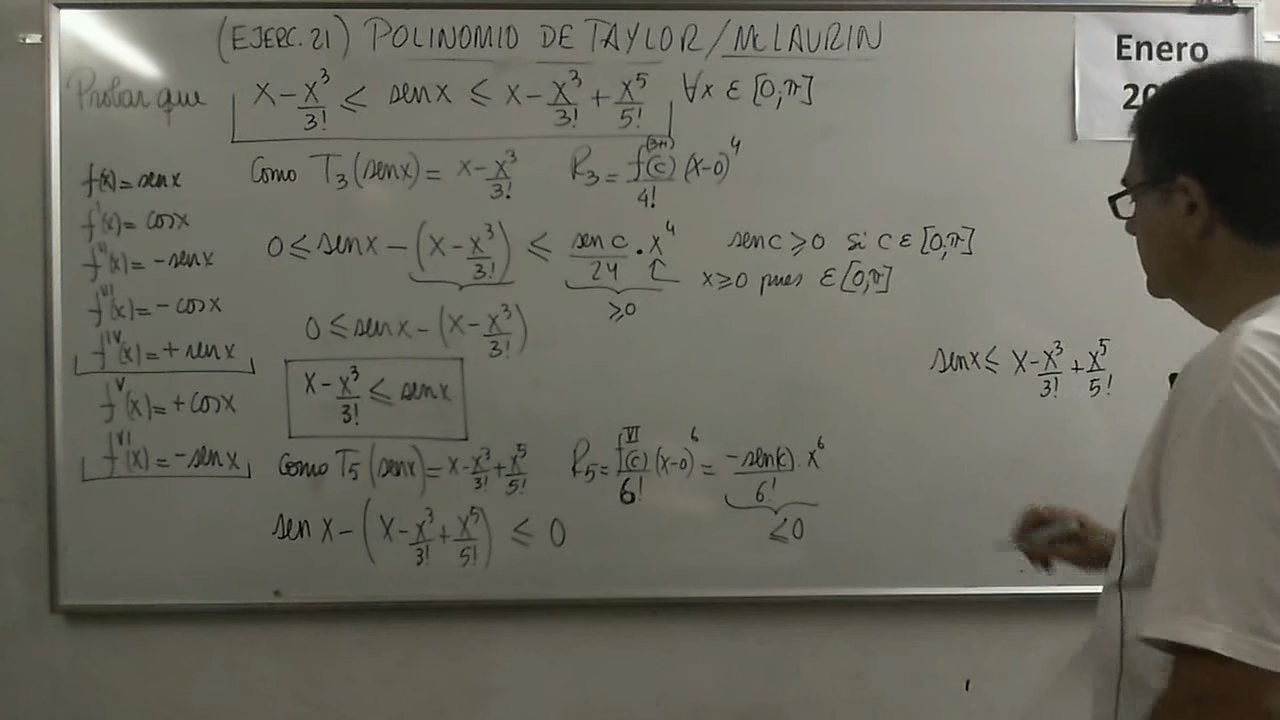 (EJERC. 21) POLINOMIO DE TAYLOR/McLAURIN
Enero
Probar que x - x³/3! ≤ sen x ≤ x - x³/3! + x⁵/5! ∀x ∈ [0,π]
Como T₃(sen x) = x - x³/3! R₃ = f⁽³⁺¹⁾(c)/4! (x-0)⁴
f(x) = sen x
f'(x) = cos x
f''(x) = -sen x
f'''(x) = -cos x
f^IV(x) = +sen x
f^V(x) = +cos x
f^VI(x) = -sen x
0 ≤ sen x - (x - x³/3!) ≤ sen c/24 · x⁴ sen c ≥ 0 si c ∈ [0,π]
≥0
x ≥ 0 pues ∈ [0,π]
0 ≤ sen x - (x - x³/3!)
x - x³/3! ≤ sen x
sen x ≤ x - x³/3! + x⁵/5!
Como T₅(sen x) = x - x³/3! + x⁵/5! R₅ = f^VI(c)/6! (x-0)⁶ = -sen(c)/6! · x⁶
≤0
sen x - (x - x³/3! + x⁵/5!) ≤ 0